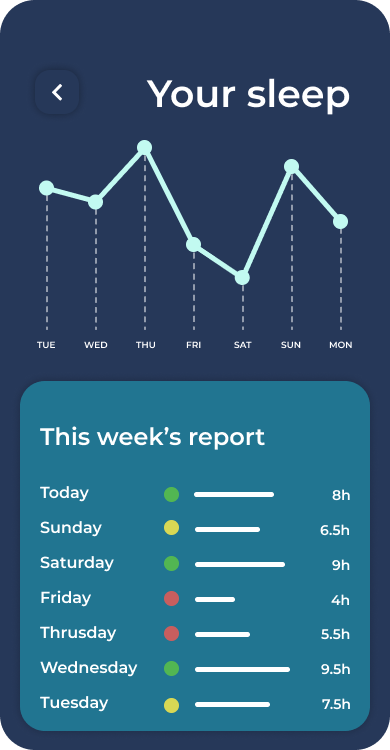 Your sleep
TUE WED THU FRI SAT SUN MON
This week's report
Today 8h
Sunday 6.5h
Saturday 9h
Friday 4h
Thrusday 5.5h
Wednesday 9.5h
Tuesday 7.5h